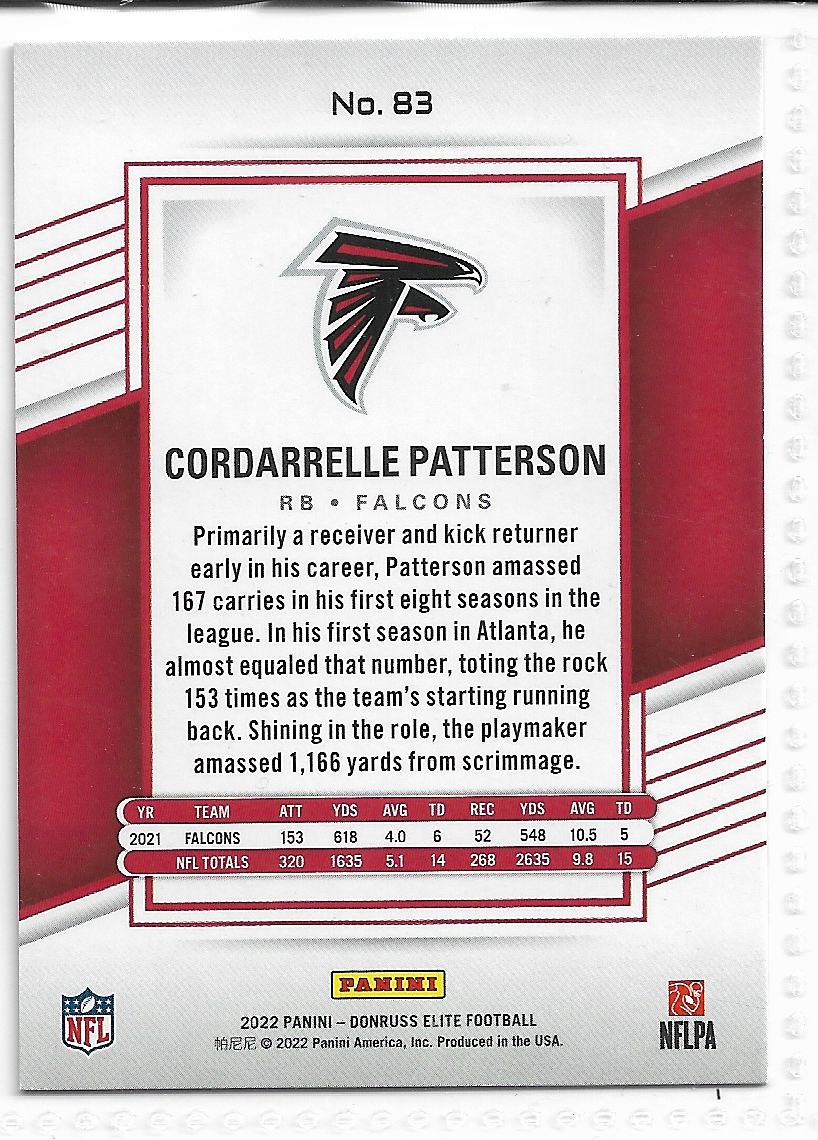 No. 83
CORDARRELLE PATTERSON
RB • FALCONS
Primarily a receiver and kick returner
early in his career, Patterson amassed
167 carries in his first eight seasons in the
league. In his first season in Atlanta, he
almost equaled that number, toting the rock
153 times as the team's starting running
back. Shining in the role, the playmaker
amassed 1,166 yards from scrimmage.
YR TEAM ATT YDS AVG TD REC YDS AVG TD
2021 FALCONS 153 618 4.0 6 52 548 10.5 5
NFL TOTALS 320 1635 5.1 14 268 2635 9.8 15
PANINI
NFL
NFLPA
2022 PANINI – DONRUSS ELITE FOOTBALL
帕尼尼 © 2022 Panini America, Inc. Produced in the USA.